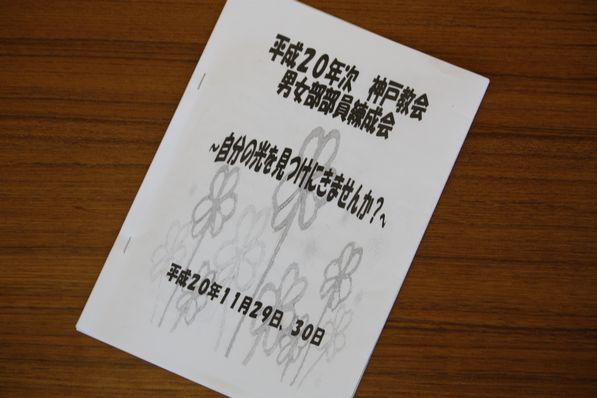 平成20年次 神戸教会
男女部部員練成会
~自分の光を見つけにきませんか?~
平成20年11月29日、30日